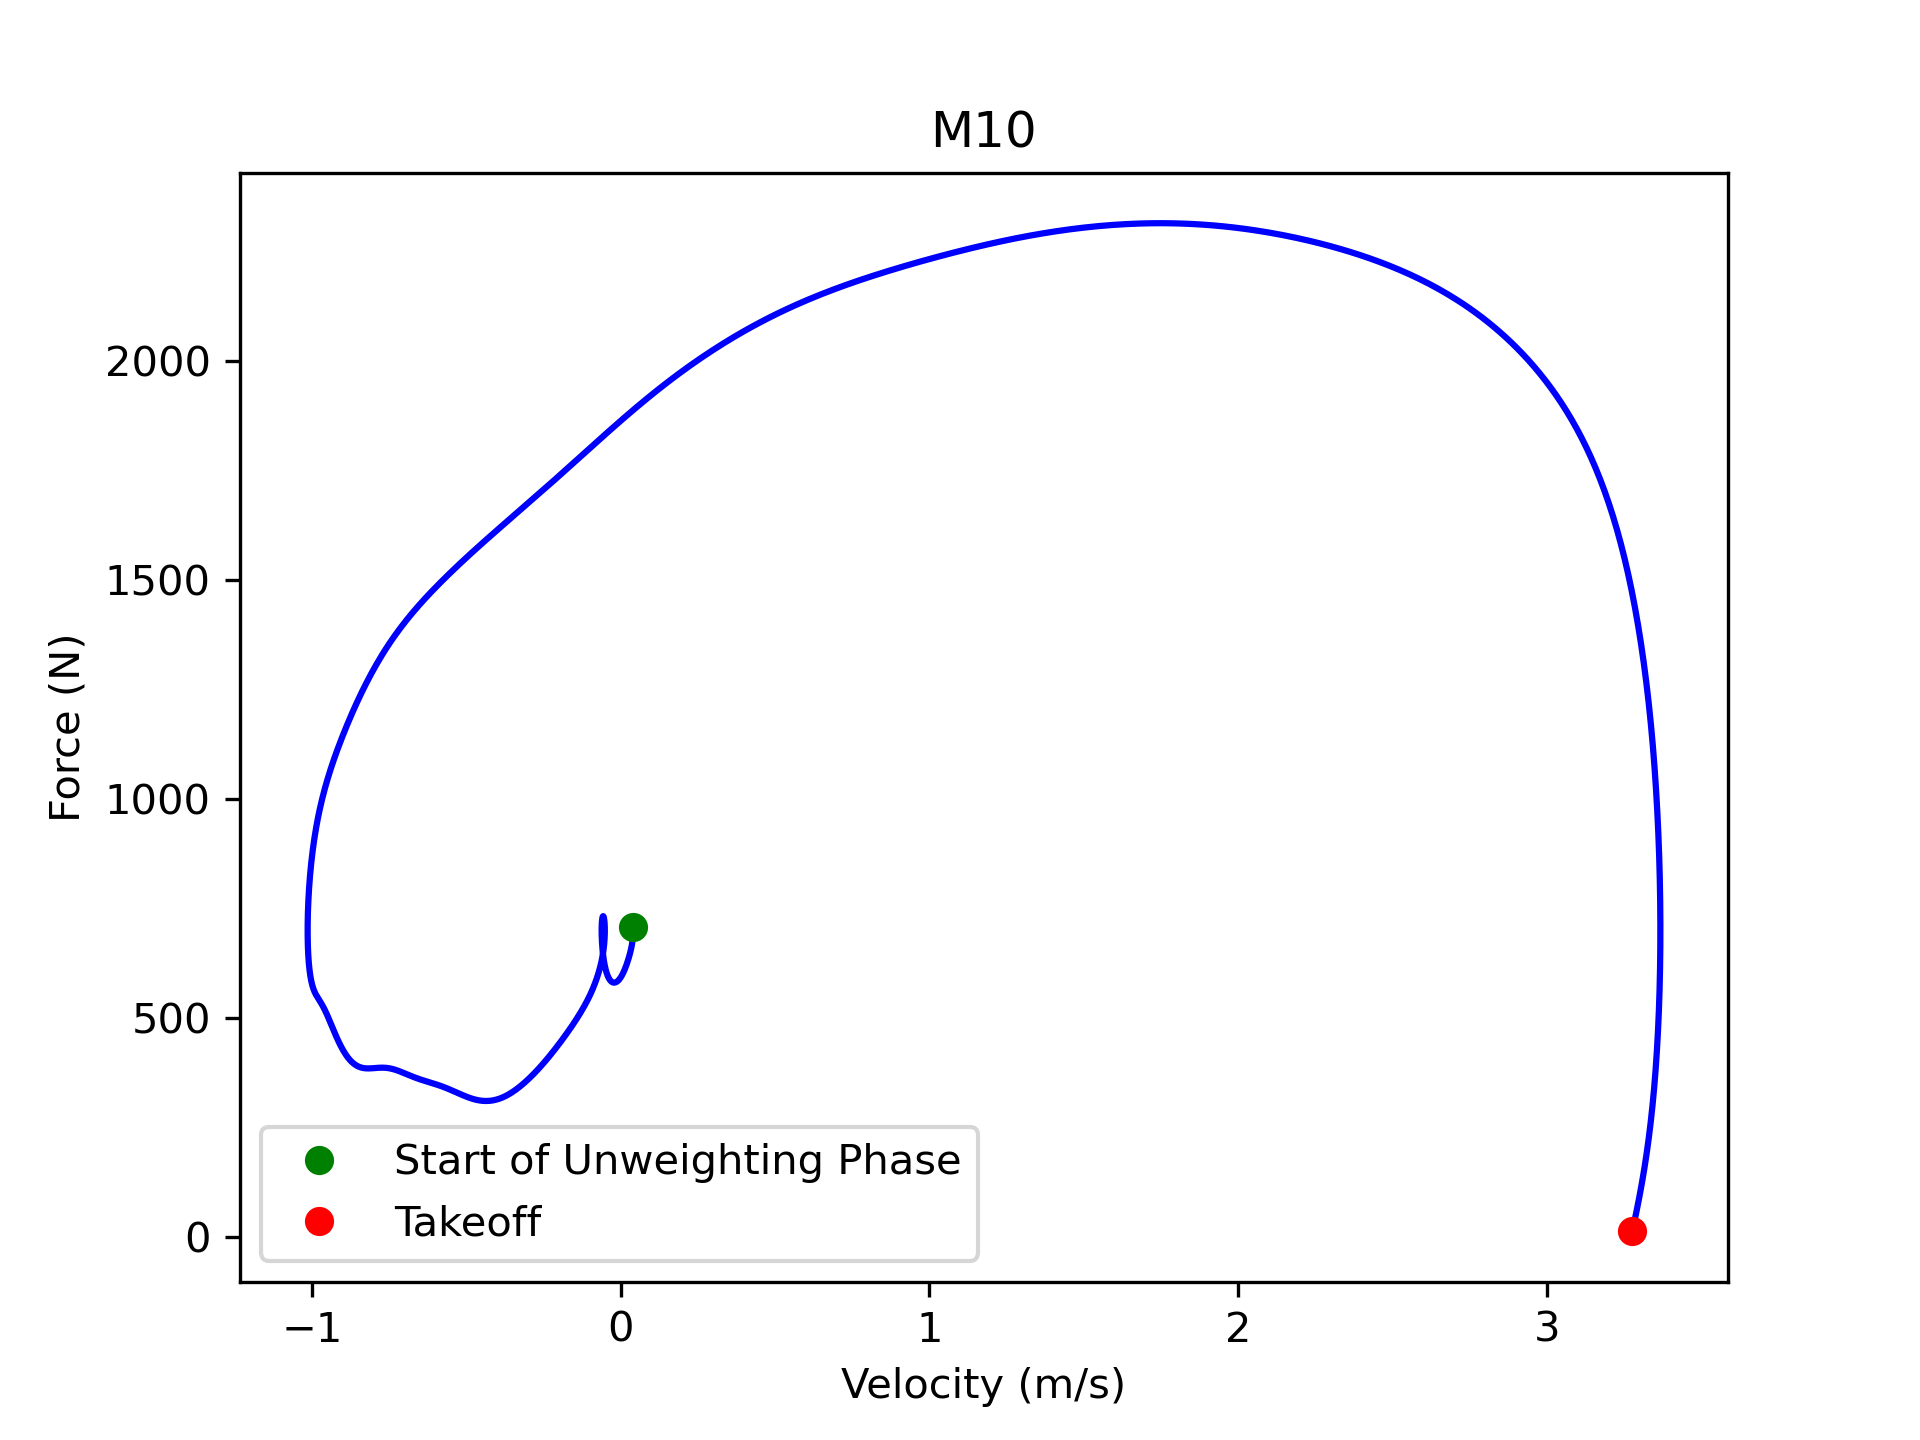 M10
Force (N)
2000
1500
1000
500
0
Start of Unweighting Phase
Takeoff
−1 0 1 2 3
Velocity (m/s)